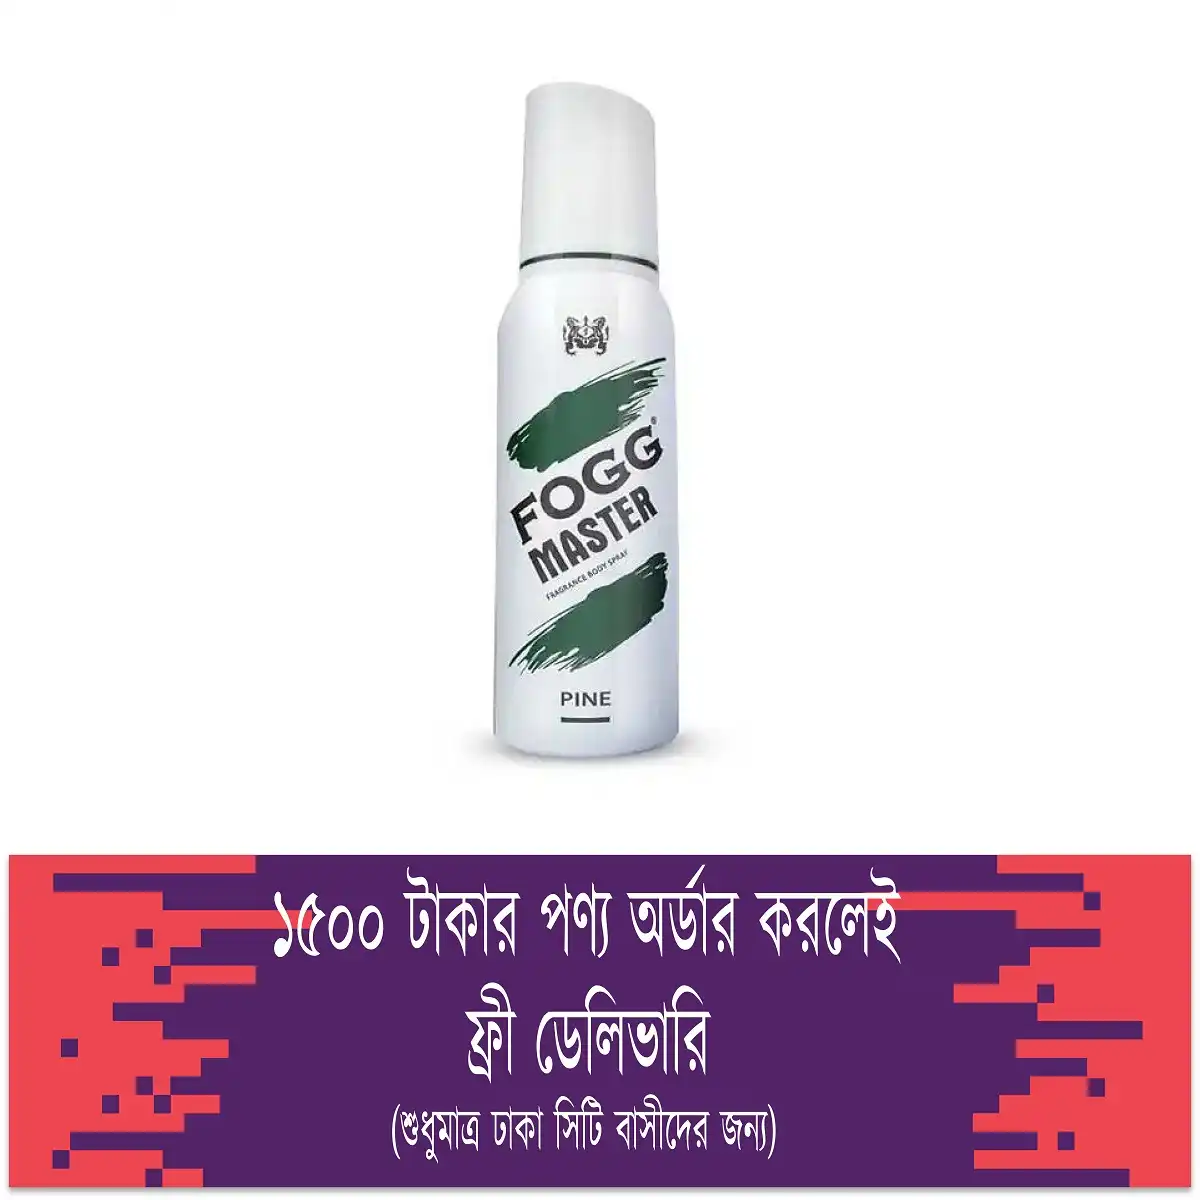 FOGG®
MASTER
FRAGRANCE BODY SPRAY
PINE
১৫০০ টাকার পণ্য অর্ডার করলেই
ফ্রী ডেলিভারি
(শুধুমাত্র ঢাকা সিটি বাসীদের জন্য)